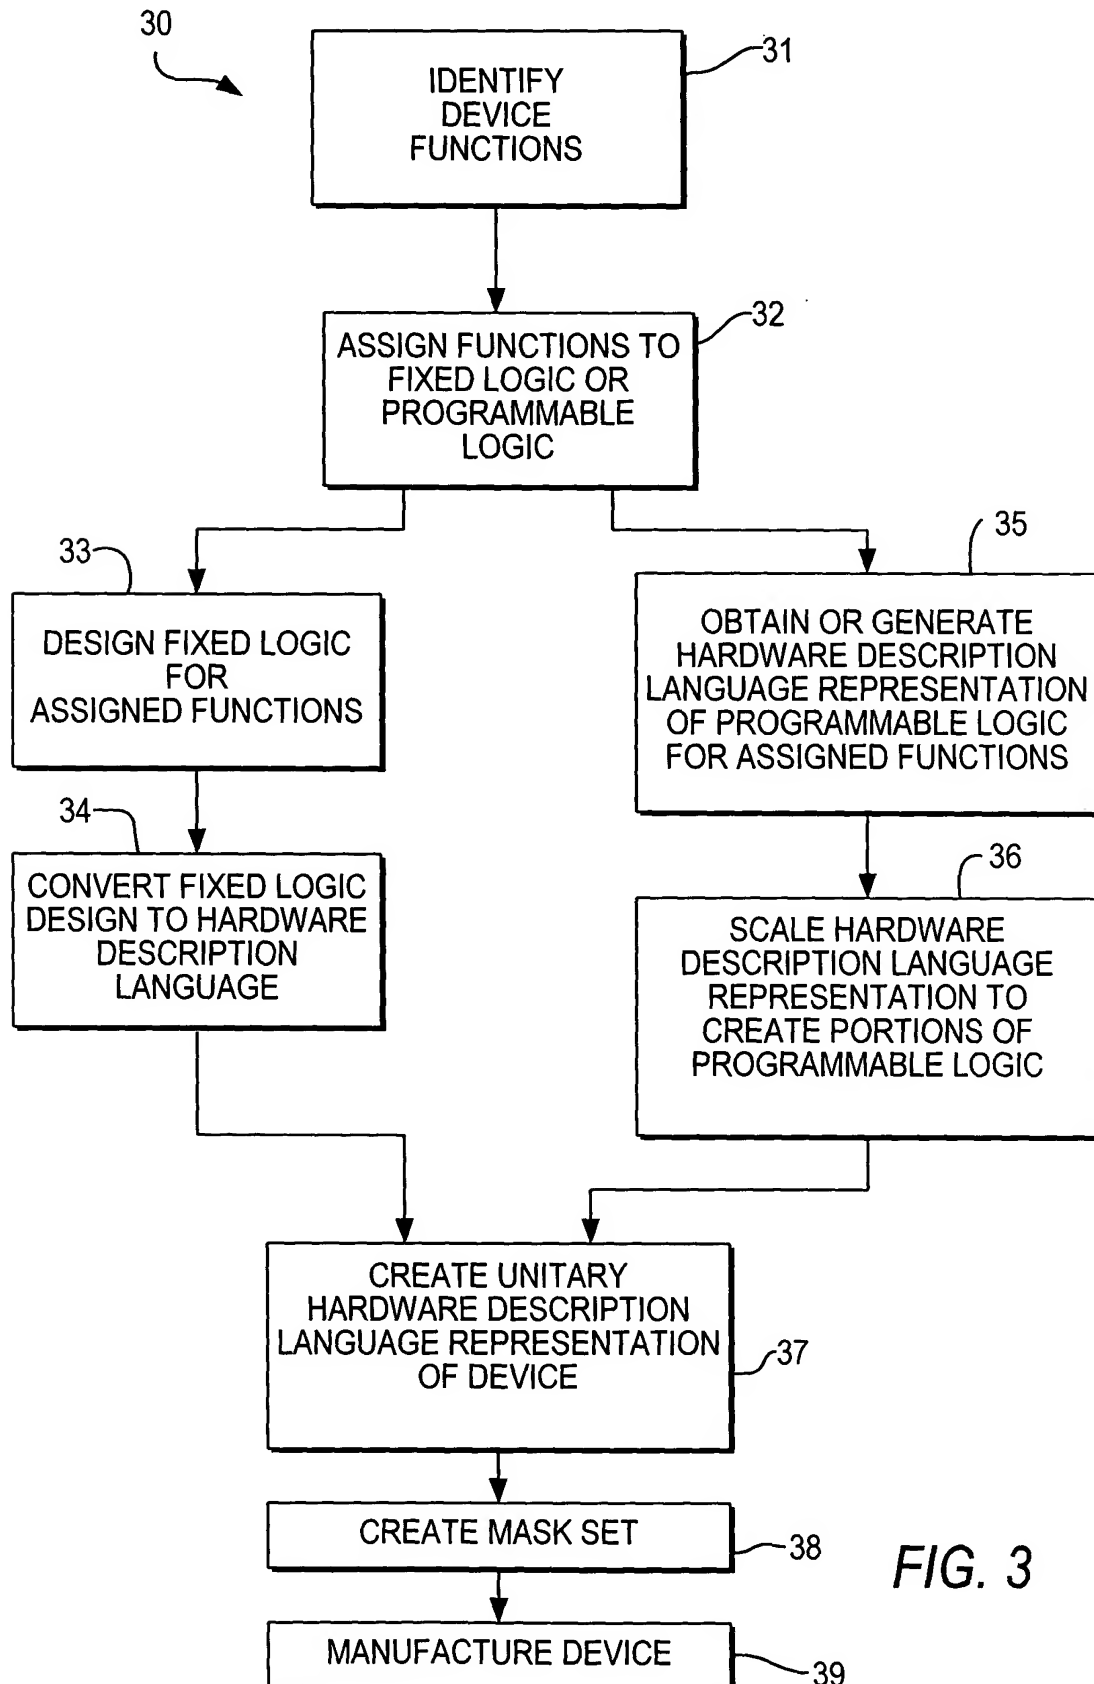 30
31
IDENTIFY
DEVICE
FUNCTIONS
32
ASSIGN FUNCTIONS TO
FIXED LOGIC OR
PROGRAMMABLE
LOGIC
33
DESIGN FIXED LOGIC
FOR
ASSIGNED FUNCTIONS
35
OBTAIN OR GENERATE
HARDWARE DESCRIPTION
LANGUAGE REPRESENTATION
OF PROGRAMMABLE LOGIC
FOR ASSIGNED FUNCTIONS
34
CONVERT FIXED LOGIC
DESIGN TO HARDWARE
DESCRIPTION
LANGUAGE
36
SCALE HARDWARE
DESCRIPTION LANGUAGE
REPRESENTATION TO
CREATE PORTIONS OF
PROGRAMMABLE LOGIC
CREATE UNITARY
HARDWARE DESCRIPTION
LANGUAGE REPRESENTATION
OF DEVICE
37
CREATE MASK SET
38
FIG. 3
MANUFACTURE DEVICE
39